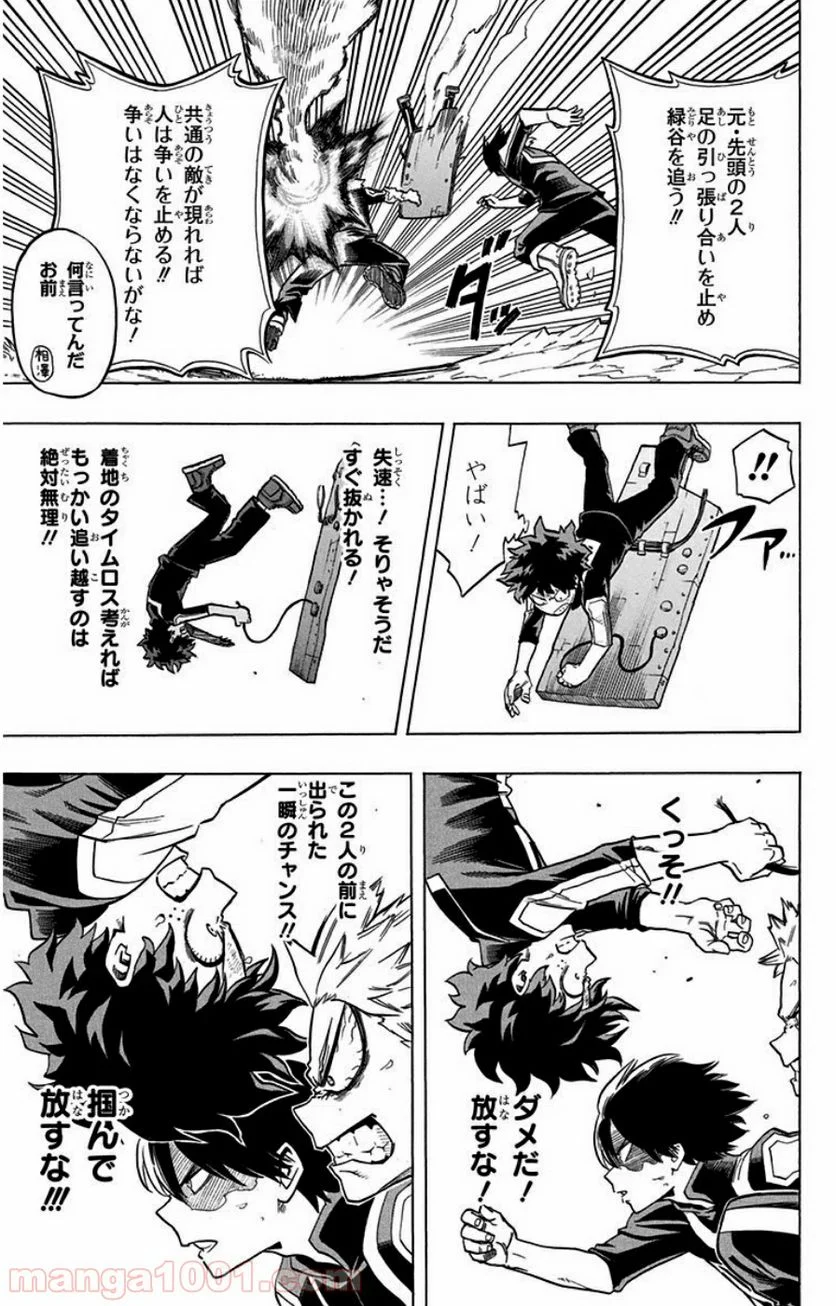 元・先頭の2人
足の引っ張り合いを止め
緑谷を追う!!
共通の敵が現れれば
人は争いを止める!!
争いはなくならないがな!
何言ってんだ
お前
相澤
ダッ
!!
ファ…
やばい!
失速…!そりゃそうだ
すぐ抜かれる!
着地のタイムロス考えれば
もっかい追い越すのは
絶対無理!!
くっそ!!
ダメだ!
放すな!
この2人の前に
出られた
一瞬のチャンス!!
掴んで
放すな!!!
manga1001.com